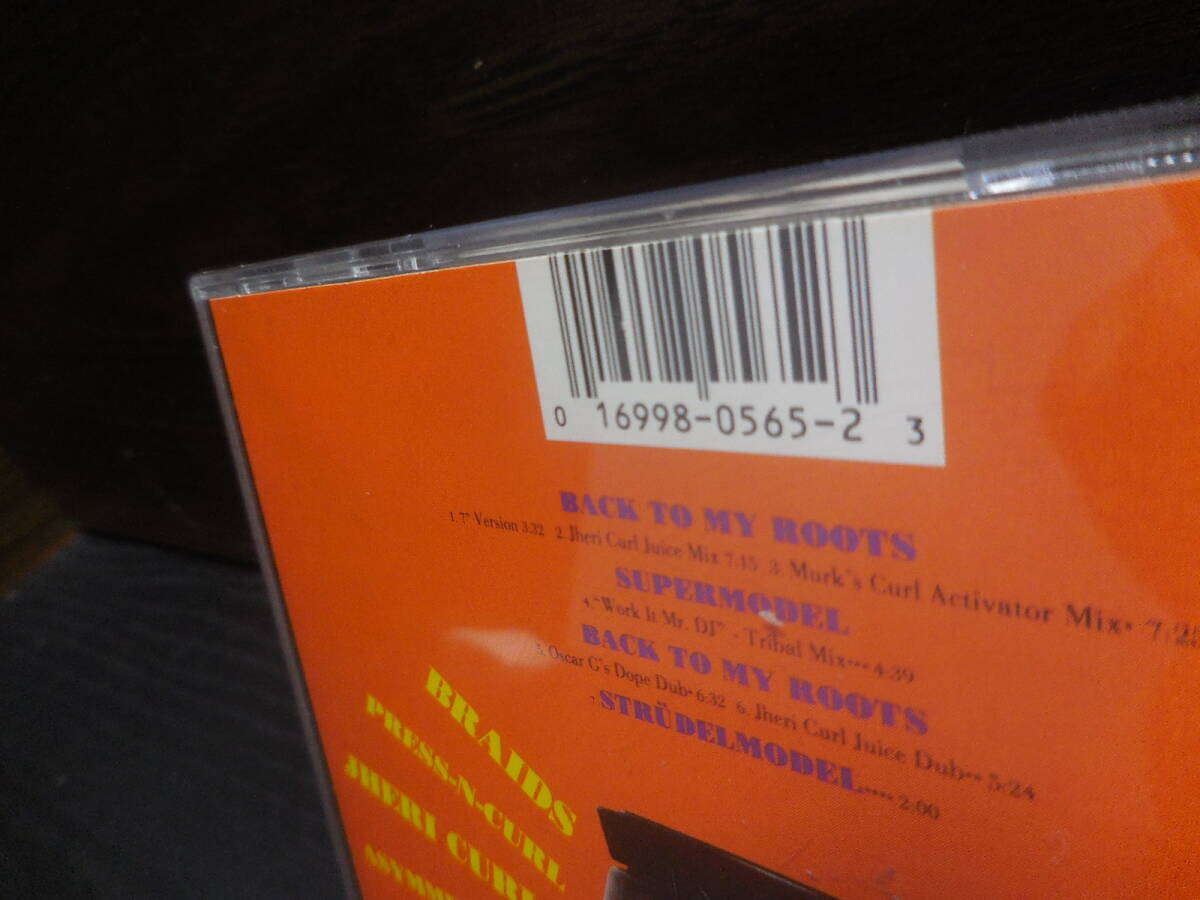 0 16998-0565-2 3
BACK TO MY ROOTS
1. 7" Version 3:32 2. Jheri Curl Juice Mix 7:15 3. Murk's Curl Activator Mix•
SUPERMODEL
4. "Work It Mr. DJ" - Tribal Mix••• 4:39
BACK TO MY ROOTS
5. Oscar G's Dope Dub• 6:32 6. Jheri Curl Juice Dub•• 5:24
7. STRÜDELMODEL••••• 2:00
BRAIDS
PRESS-N-CURL
JHERI CURL